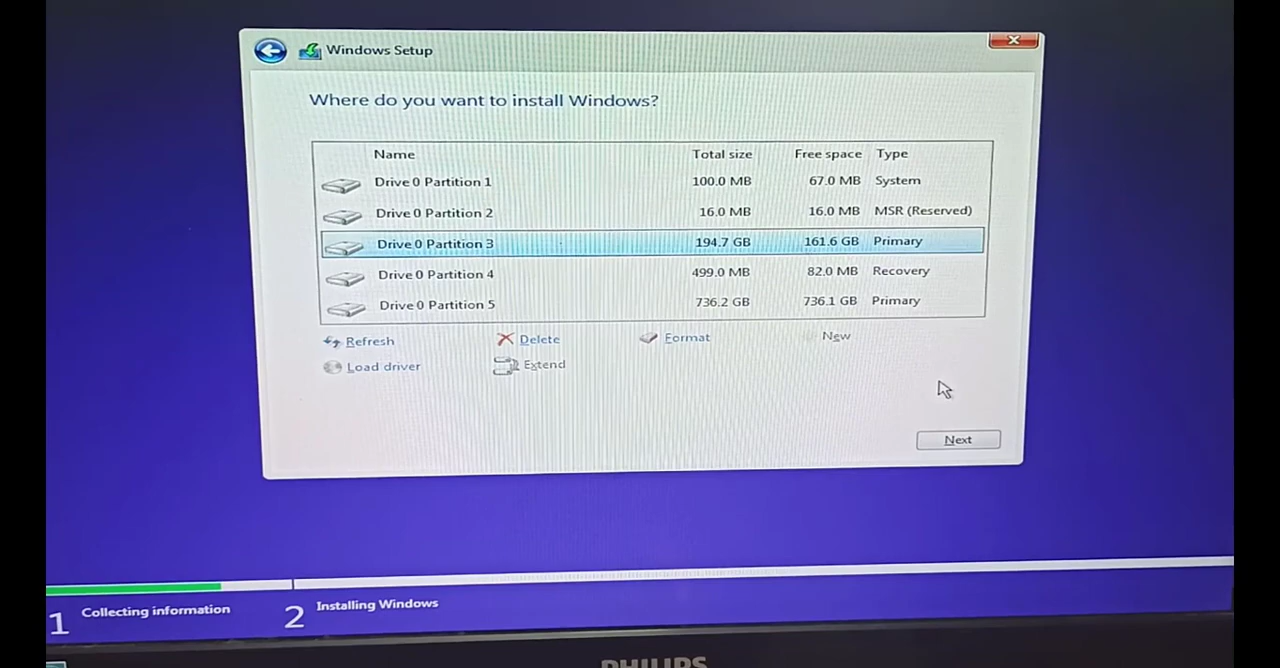 Windows Setup
Where do you want to install Windows?
Name Total size Free space Type
Drive 0 Partition 1 100.0 MB 67.0 MB System
Drive 0 Partition 2 16.0 MB 16.0 MB MSR (Reserved)
Drive 0 Partition 3 194.7 GB 161.6 GB Primary
Drive 0 Partition 4 499.0 MB 82.0 MB Recovery
Drive 0 Partition 5 736.2 GB 736.1 GB Primary
Refresh Delete Format New
Load driver Extend
Next
1 Collecting information 2 Installing Windows
PHILIPS